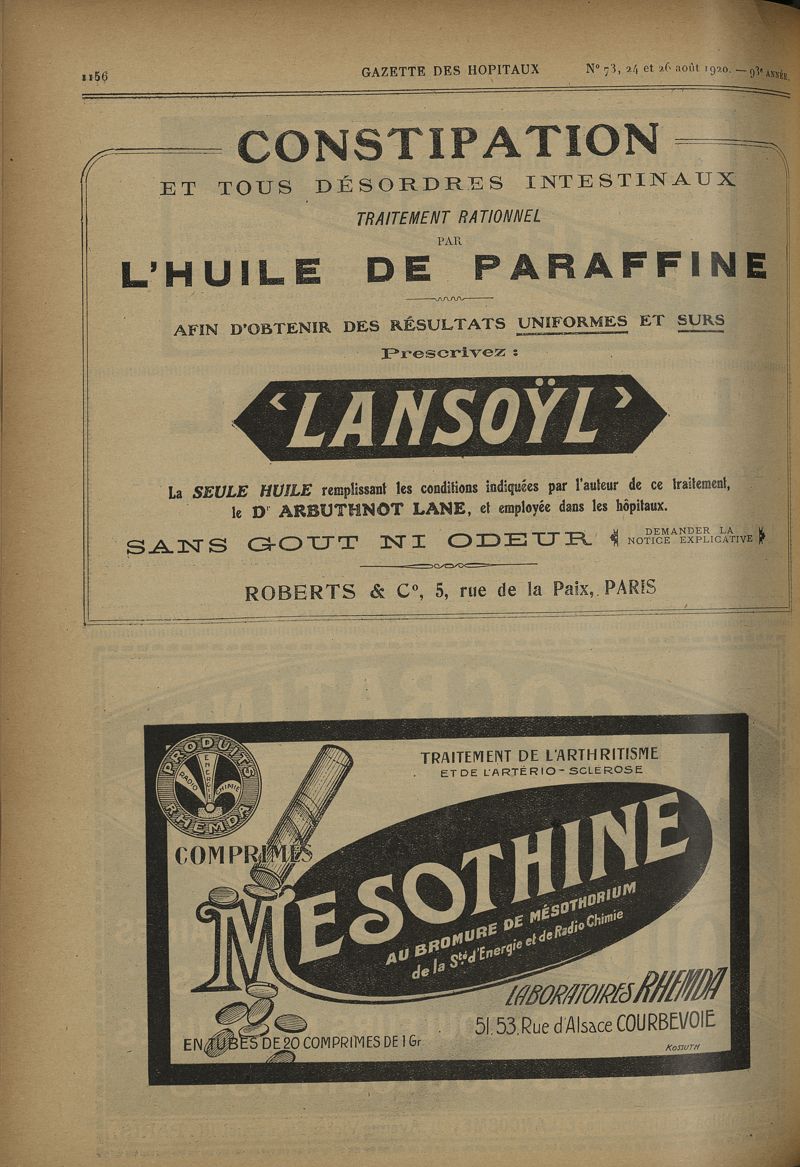 1156
GAZETTE DES HOPITAUX
N° 73, 24 et 26 août 1920. — 93e ANNÉE.
CONSTIPATION
ET TOUS DÉSORDRES INTESTINAUX
TRAITEMENT RATIONNEL
PAR
L'HUILE DE PARAFFINE
AFIN D'OBTENIR DES RÉSULTATS UNIFORMES ET SURS
Prescrivez :
‹LANSOŸL›
La SEULE HUILE remplissant les conditions indiquées par l'auteur de ce traitement,
le Dr ARBUTHNOT LANE, et employée dans les hôpitaux.
SANS GOUT NI ODEUR
DEMANDER LA
NOTICE EXPLICATIVE
ROBERTS & Co, 5, rue de la Paix, PARIS
PRODUITS
ENERGIE
RADIO
CHIMIE
RHEMDA
TRAITEMENT DE L'ARTHRITISME
ET DE L'ARTÉRIO-SCLÉROSE
COMPRIMÉS
MESOTHINE
AU BROMURE DE MÉSOTHORIUM
de la Sté d'Energie et de Radio Chimie
LABORATOIRES RHEMDA
51.53.Rue d'Alsace COURBEVOIE
EN TUBES DE 20 COMPRIMÉS DE 1 Gr
KOSSUTH